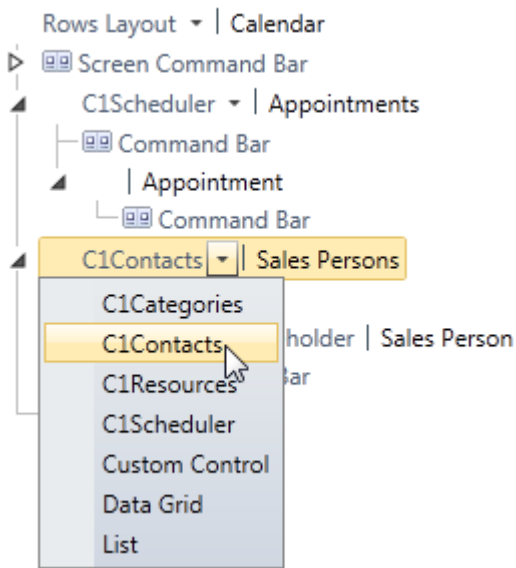 Rows Layout | Calendar
Screen Command Bar
C1Scheduler | Appointments
Command Bar
| Appointment
Command Bar
C1Contacts | Sales Persons
C1Categories
C1Contacts
holder | Sales Person
C1Resources
C1Scheduler
Custom Control
Data Grid
List